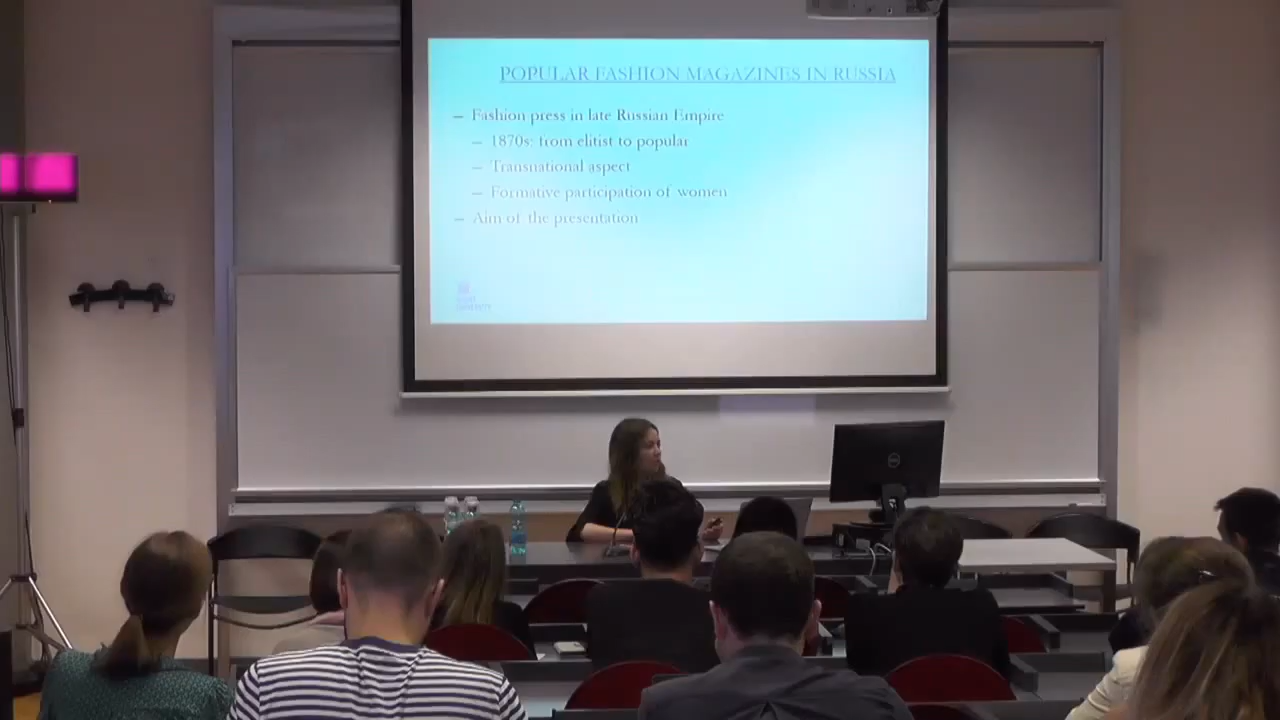 POPULAR FASHION MAGAZINES IN RUSSIA
– Fashion press in late Russian Empire
– 1870s: from elitist to popular
– Transnational aspect
– Formative participation of women
– Aim of the presentation
DELL